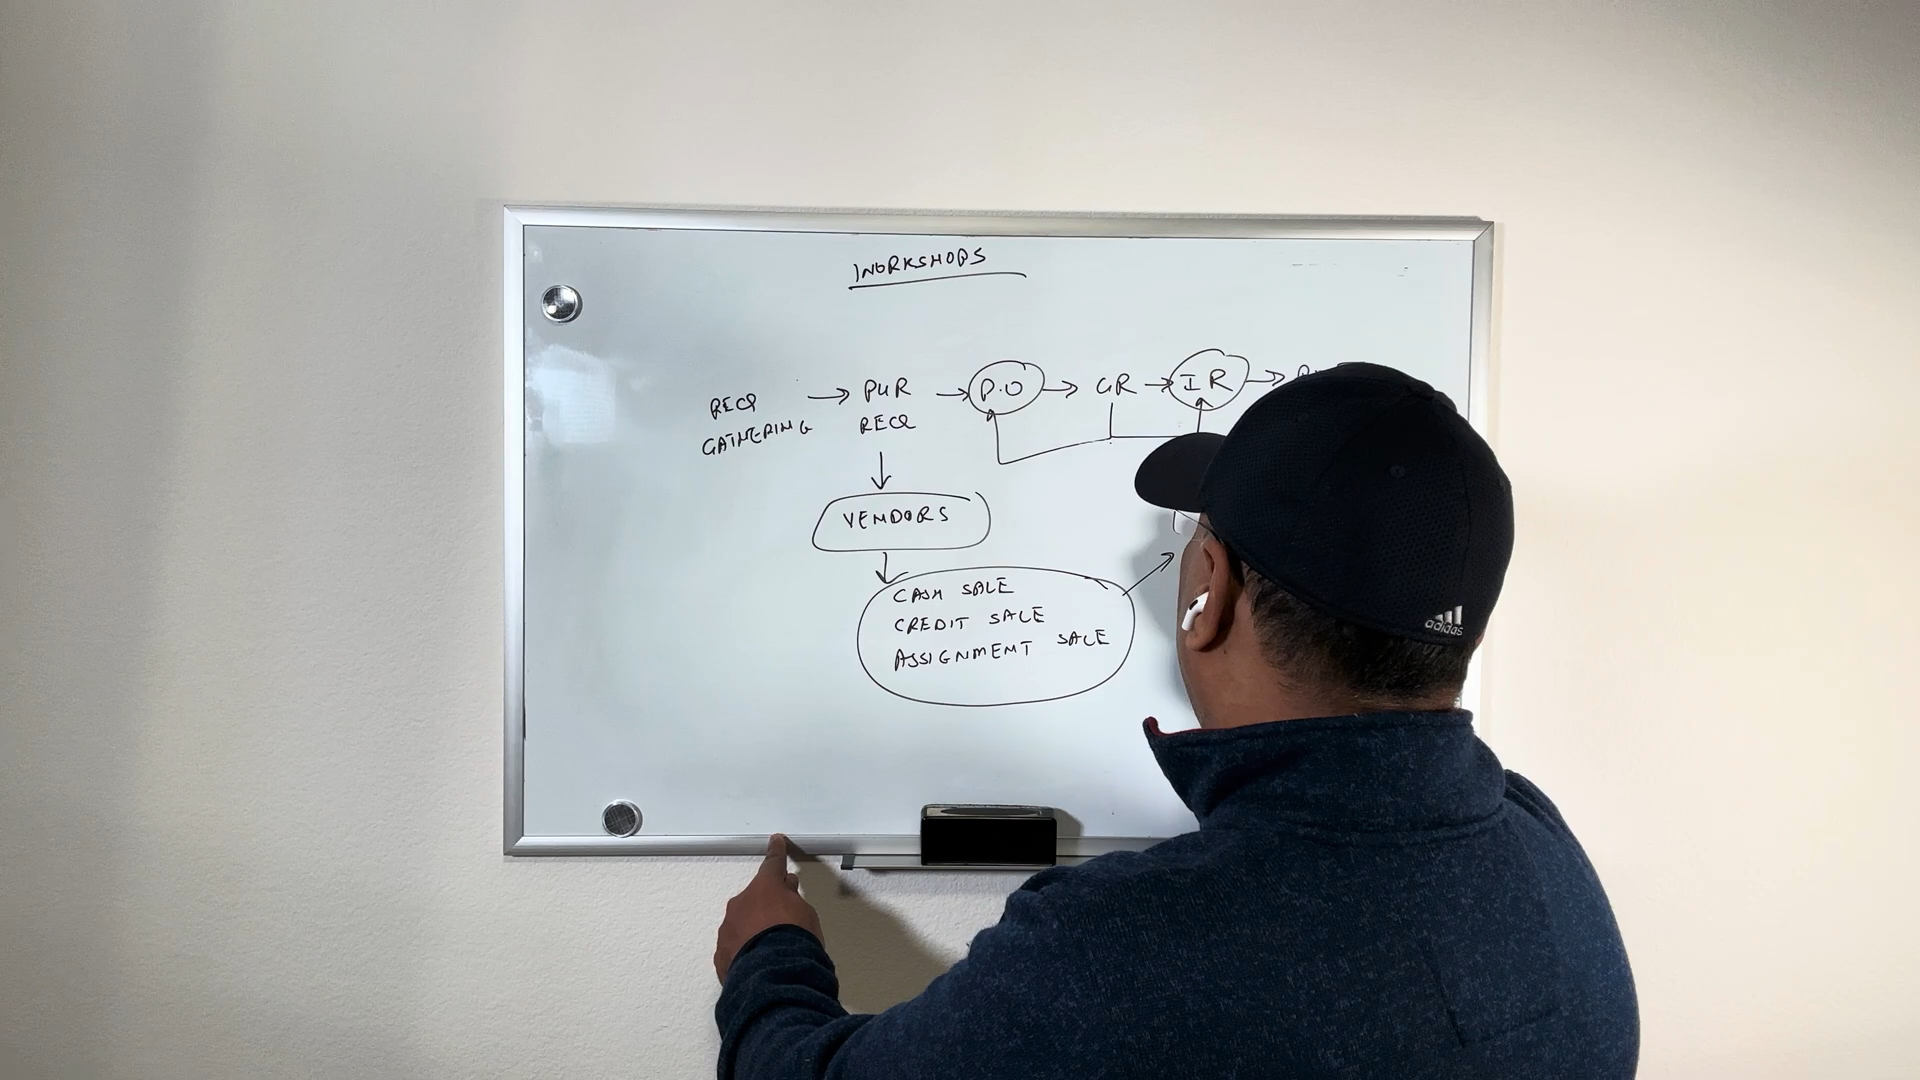 WORKSHOPS
REQ GATHERING → PUR REQ → P.O → GR → IR →
VENDORS
CASH SALE
CREDIT SALE
ASSIGNMENT SALE
adidas